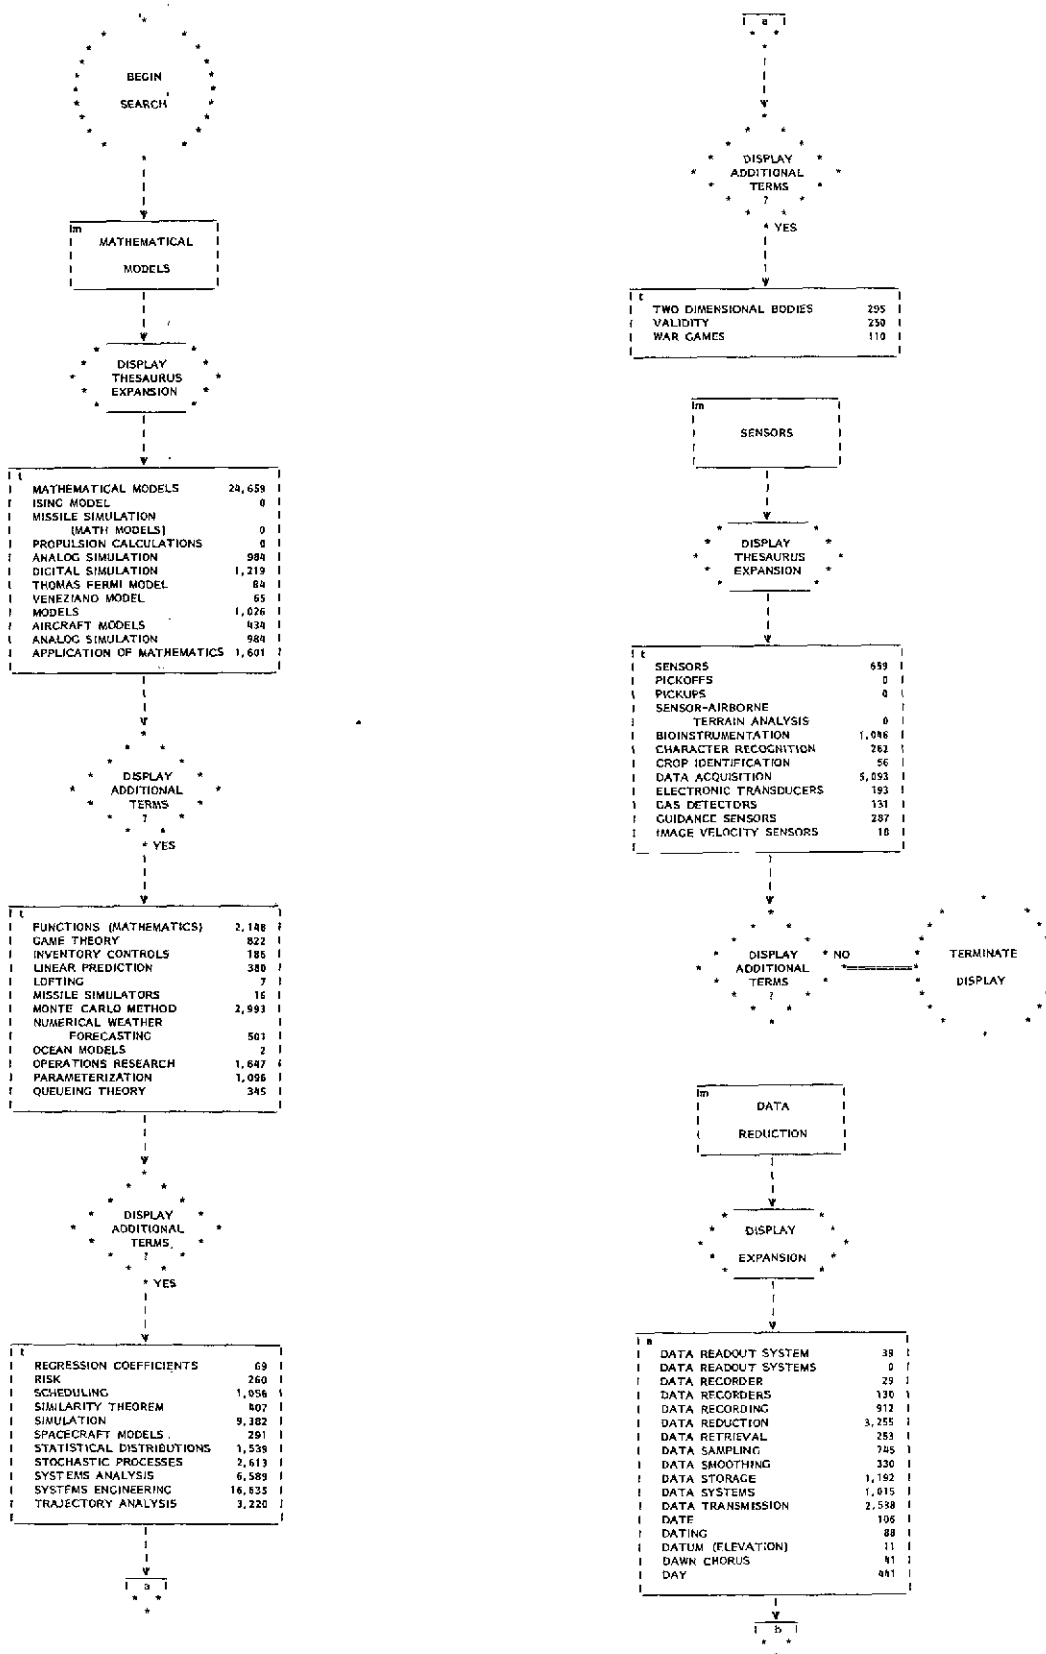 BEGIN
SEARCH
lm
MATHEMATICAL
MODELS
DISPLAY
THESAURUS
EXPANSION
t
MATHEMATICAL MODELS 24,659
ISING MODEL 0
MISSILE SIMULATION
(MATH MODELS) 0
PROPULSION CALCULATIONS 0
ANALOG SIMULATION 984
DIGITAL SIMULATION 1,219
THOMAS FERMI MODEL 84
VENEZIANO MODEL 65
MODELS 1,026
AIRCRAFT MODELS 434
ANALOG SIMULATION 984
APPLICATION OF MATHEMATICS 1,601
DISPLAY
ADDITIONAL
TERMS
?
YES
t
FUNCTIONS (MATHEMATICS) 2,148
GAME THEORY 822
INVENTORY CONTROLS 186
LINEAR PREDICTION 380
LOFTING 7
MISSILE SIMULATORS 16
MONTE CARLO METHOD 2,993
NUMERICAL WEATHER
FORECASTING 501
OCEAN MODELS 2
OPERATIONS RESEARCH 1,647
PARAMETERIZATION 1,096
QUEUEING THEORY 345
DISPLAY
ADDITIONAL
TERMS
?
YES
t
REGRESSION COEFFICIENTS 69
RISK 260
SCHEDULING 1,056
SIMILARITY THEOREM 407
SIMULATION 9,382
SPACECRAFT MODELS 291
STATISTICAL DISTRIBUTIONS 1,539
STOCHASTIC PROCESSES 2,613
SYSTEMS ANALYSIS 6,589
SYSTEMS ENGINEERING 16,635
TRAJECTORY ANALYSIS 3,220
a
a
DISPLAY
ADDITIONAL
TERMS
?
YES
t
TWO DIMENSIONAL BODIES 295
VALIDITY 250
WAR GAMES 110
lm
SENSORS
DISPLAY
THESAURUS
EXPANSION
t
SENSORS 659
PICKOFFS 0
PICKUPS 0
SENSOR-AIRBORNE
TERRAIN ANALYSIS 0
BIOINSTRUMENTATION 1,046
CHARACTER RECOGNITION 262
CROP IDENTIFICATION 56
DATA ACQUISITION 5,093
ELECTRONIC TRANSDUCERS 193
GAS DETECTORS 131
GUIDANCE SENSORS 287
IMAGE VELOCITY SENSORS 18
DISPLAY
ADDITIONAL
TERMS
?
NO
TERMINATE
DISPLAY
lm
DATA
REDUCTION
DISPLAY
EXPANSION
a
DATA READOUT SYSTEM 39
DATA READOUT SYSTEMS 0
DATA RECORDER 29
DATA RECORDERS 130
DATA RECORDING 912
DATA REDUCTION 3,255
DATA RETRIEVAL 253
DATA SAMPLING 745
DATA SMOOTHING 330
DATA STORAGE 1,192
DATA SYSTEMS 1,015
DATA TRANSMISSION 2,538
DATE 106
DATING 88
DATUM (ELEVATION) 11
DAWN CHORUS 41
DAY 441
b